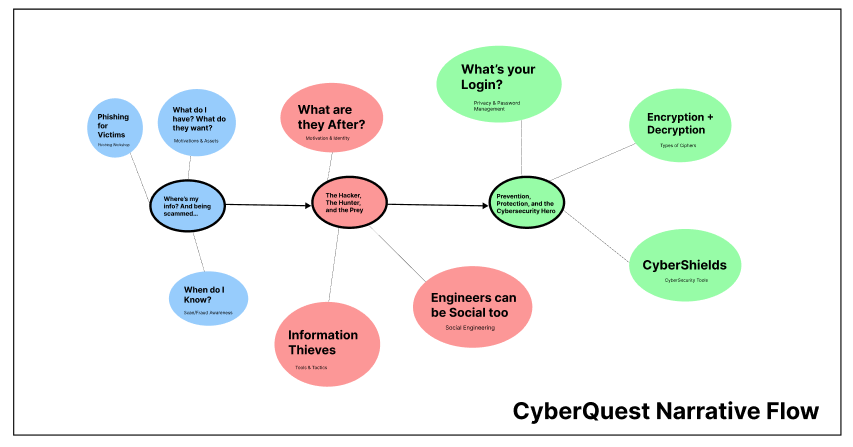 What's your
Login?
Privacy & Password
Management
What do I
have? What do
they want?
Motivations & Assets
Phishing
for
Victims
Phishing Workshop
What are
they After?
Motivation & Identity
Encryption +
Decryption
Types of Ciphers
Where's my
info? And being
scammed...
The Hacker,
The Hunter,
and the Prey
Prevention,
Protection, and the
Cybersecurity Hero
When do I
Know?
Scam/Fraud Awareness
Information
Thieves
Tools & Tactics
Engineers can
be Social too
Social Engineering
CyberShields
CyberSecurity Tools
CyberQuest Narrative Flow